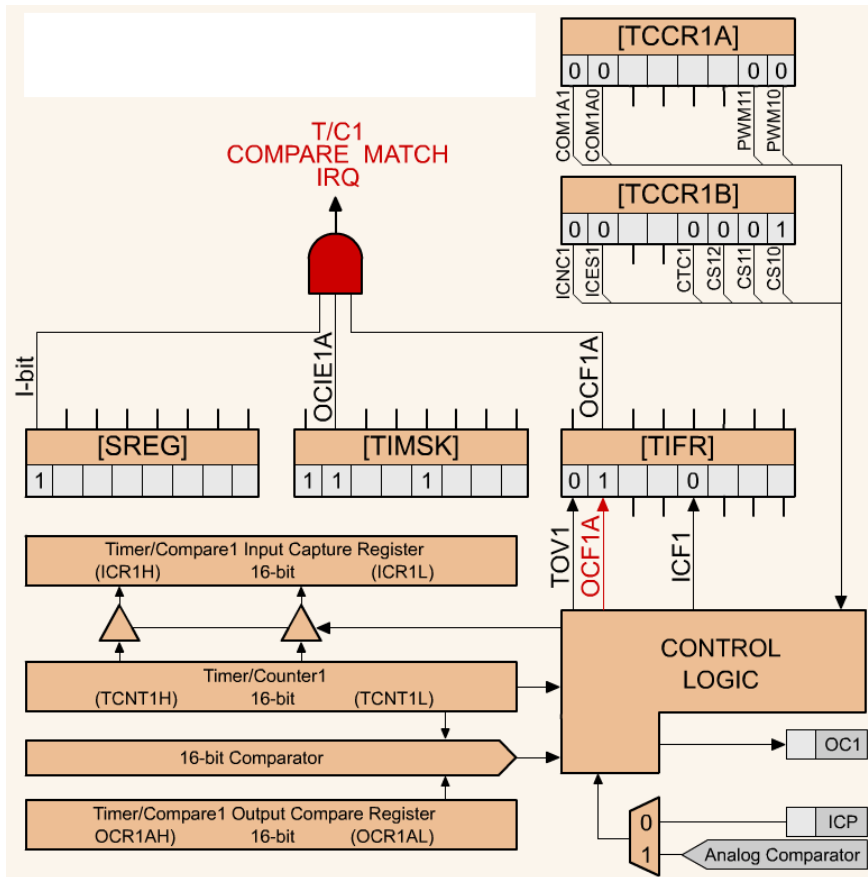 [TCCR1A]
0 0 0 0
COM1A1 COM1A0 PWM11 PWM10
T/C1
COMPARE MATCH
IRQ
[TCCR1B]
0 0 0 0 0 1
ICNC1 ICES1 CTC1 CS12 CS11 CS10
I-bit OCIE1A OCF1A
[SREG] [TIMSK] [TIFR]
1 1 1 1 0 1 0
TOV1 OCF1A ICF1
Timer/Compare1 Input Capture Register
(ICR1H) 16-bit (ICR1L)
CONTROL
LOGIC
Timer/Counter1
(TCNT1H) 16-bit (TCNT1L)
16-bit Comparator
OC1
Timer/Compare1 Output Compare Register
OCR1AH) 16-bit (OCR1AL)
0 ICP
1 Analog Comparator